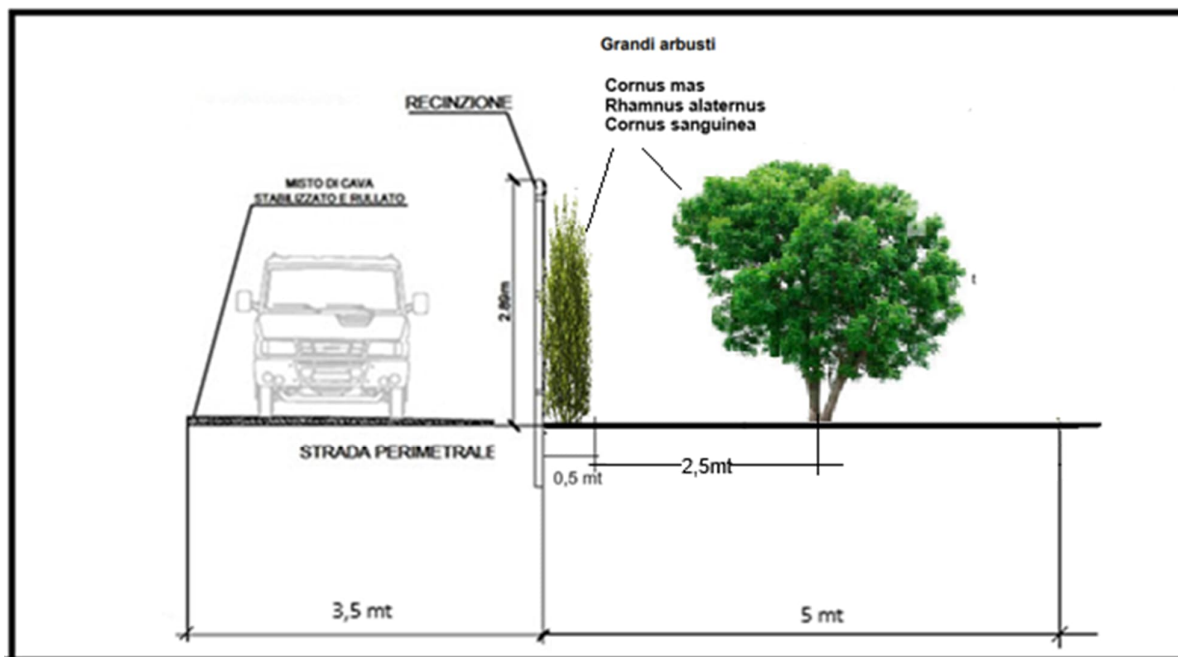 Grandi arbusti
Cornus mas
Rhamnus alaternus
Cornus sanguinea
RECINZIONE
MISTO DI CAVA
STABILIZZATO E RULLATO
2.80m
t
STRADA PERIMETRALE
0,5 mt
2,5mt
3,5 mt
5 mt